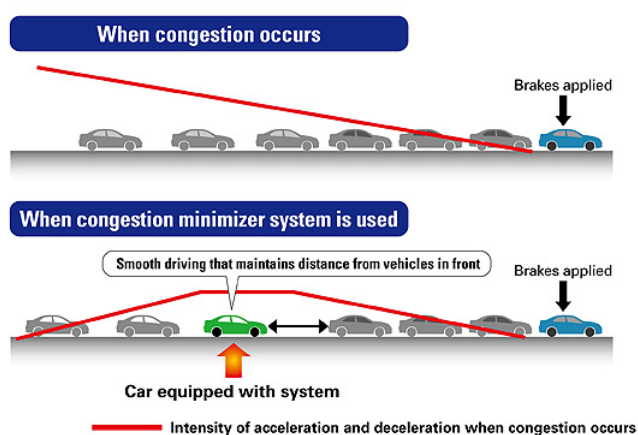 When congestion occurs
Brakes applied
When congestion minimizer system is used
Smooth driving that maintains distance from vehicles in front
Brakes applied
Car equipped with system
Intensity of acceleration and deceleration when congestion occurs